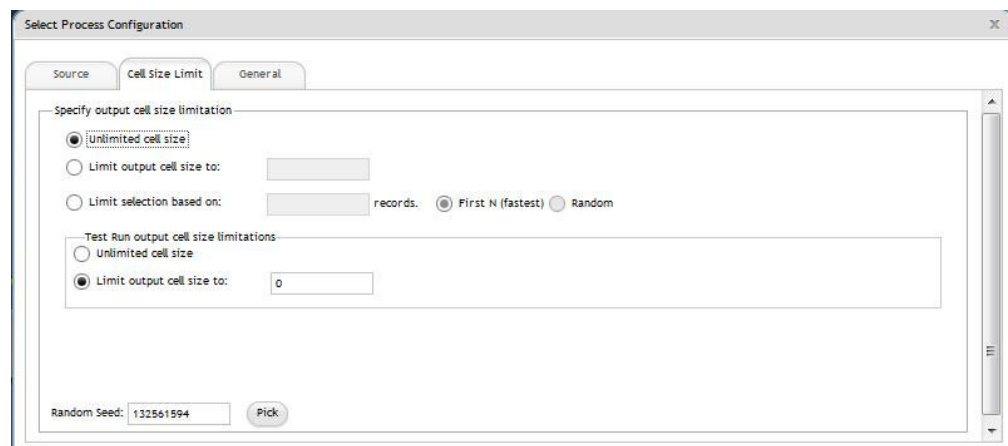 Select Process Configuration x
Source Cell Size Limit General
Specify output cell size limitation
Unlimited cell size
Limit output cell size to:
Limit selection based on: records. First N (fastest) Random
Test Run output cell size limitations
Unlimited cell size
Limit output cell size to: 0
Random Seed: 132561594 Pick